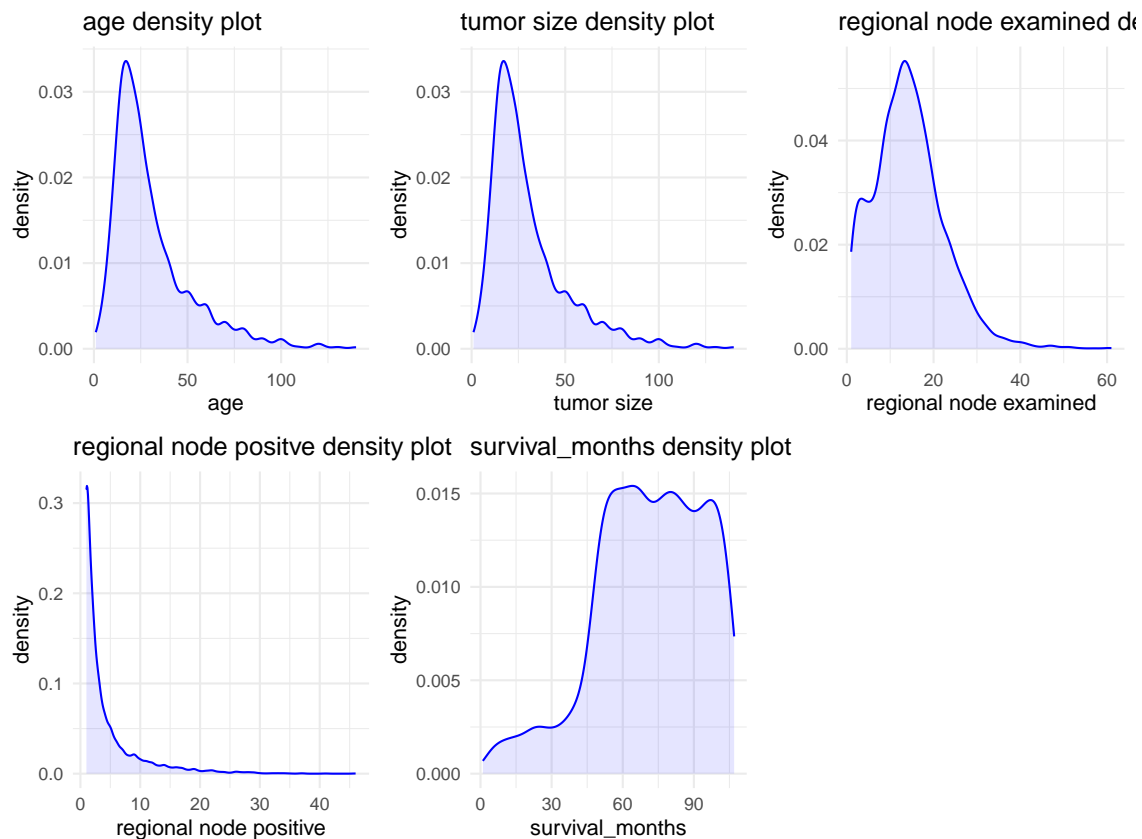 age density plot
density
0.03
0.02
0.01
0.00
0 50 100
age
tumor size density plot
density
0.03
0.02
0.01
0.00
0 50 100
tumor size
regional node examined de
density
0.04
0.02
0.00
0 20 40 60
regional node examined
regional node positve density plot
density
0.3
0.2
0.1
0.0
0 10 20 30 40
regional node positive
survival_months density plot
density
0.015
0.010
0.005
0.000
0 30 60 90
survival_months